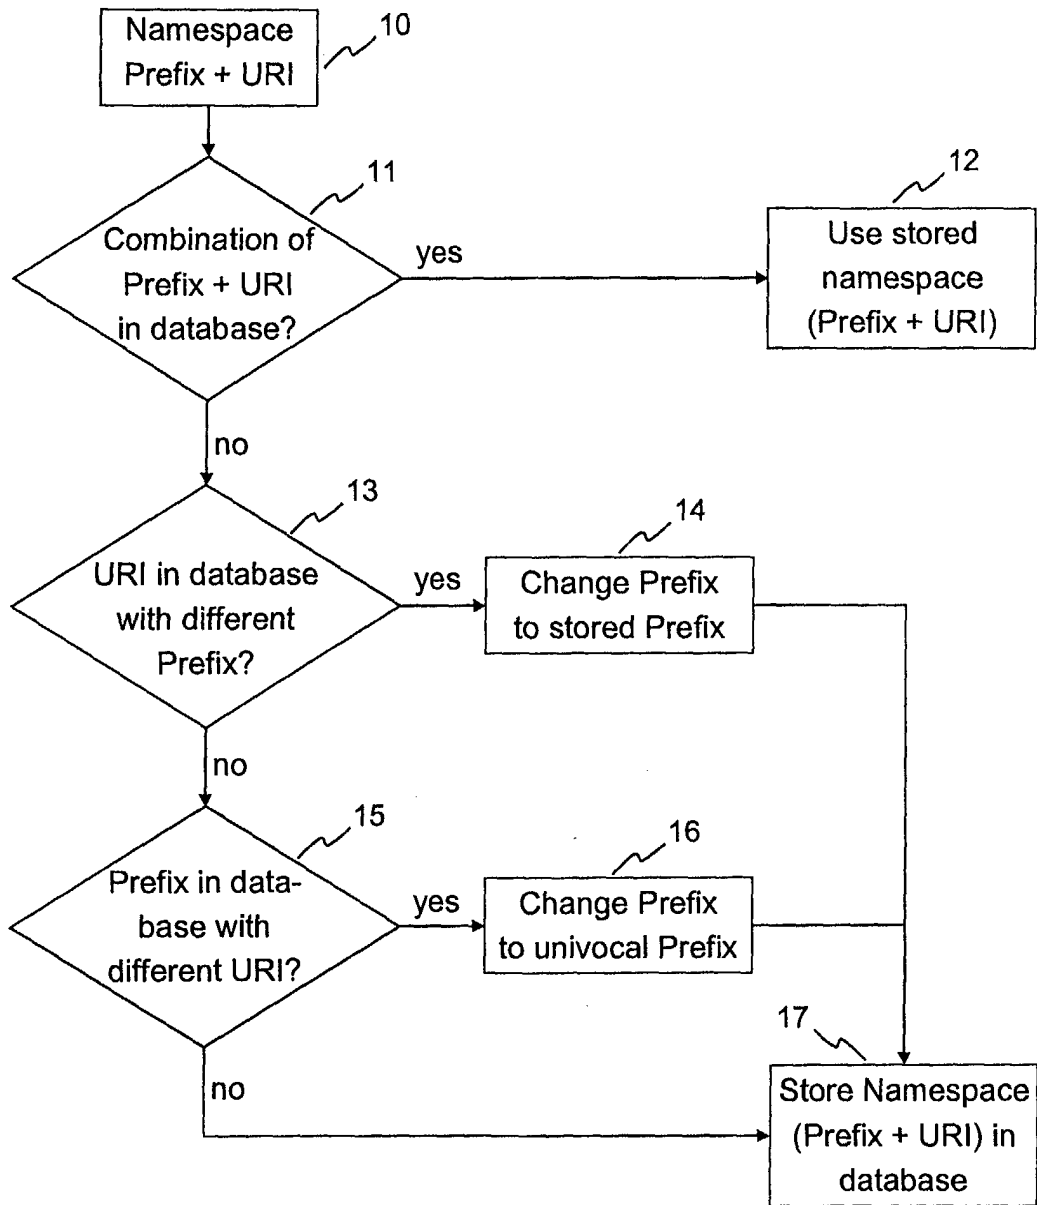 Namespace
Prefix + URI
10
11
Combination of
Prefix + URI
in database?
yes
12
Use stored
namespace
(Prefix + URI)
no
13
URI in database
with different
Prefix?
yes
14
Change Prefix
to stored Prefix
no
15
Prefix in data-
base with
different URI?
yes
16
Change Prefix
to univocal Prefix
no
17
Store Namespace
(Prefix + URI) in
database